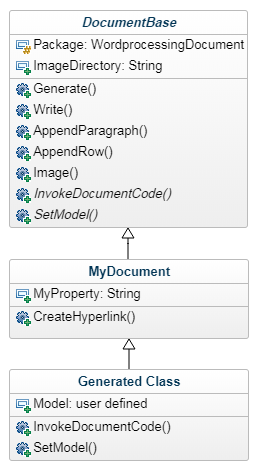 DocumentBase
Package: WordprocessingDocument
ImageDirectory: String
Generate()
Write()
AppendParagraph()
AppendRow()
Image()
InvokeDocumentCode()
SetModel()
MyDocument
MyProperty: String
CreateHyperlink()
Generated Class
Model: user defined
InvokeDocumentCode()
SetModel()